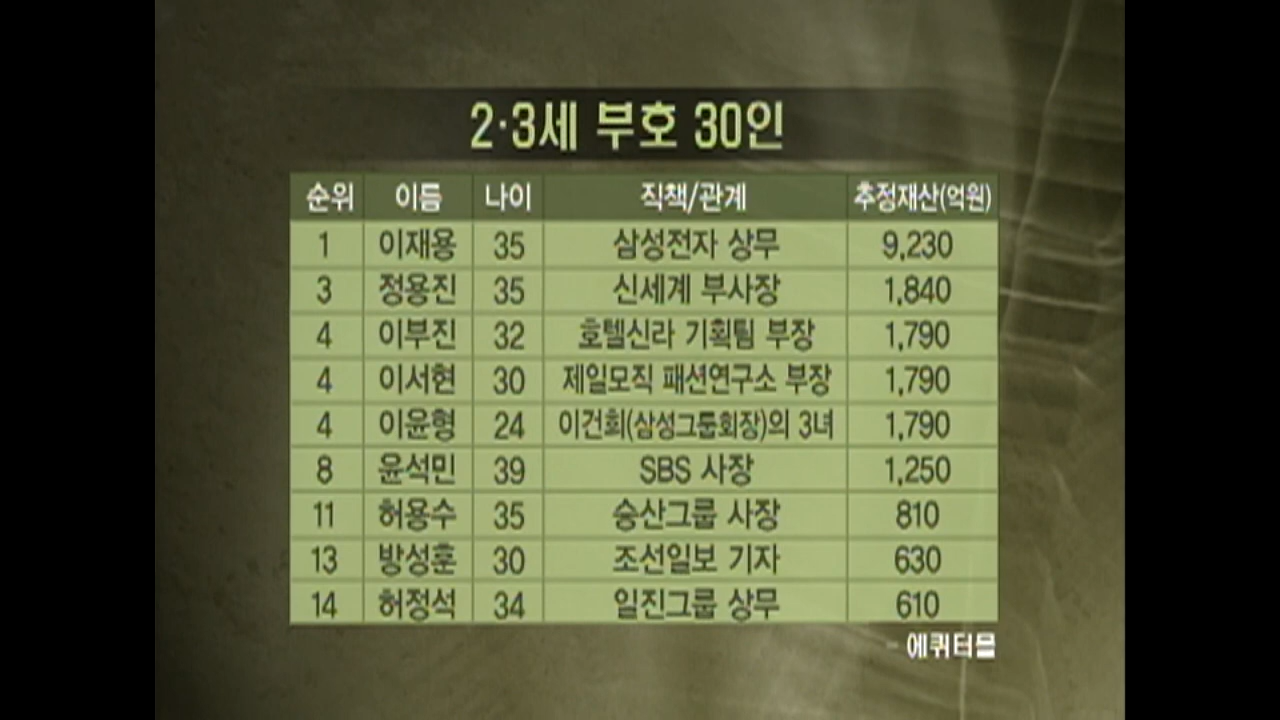 2·3세 부호 30인
순위 이름 나이 직책/관계 추정재산(억원)
1 이재용 35 삼성전자 상무 9,230
3 정용진 35 신세계 부사장 1,840
4 이부진 32 호텔신라 기획팀 부장 1,790
4 이서현 30 제일모직 패션연구소 부장 1,790
4 이윤형 24 이건희(삼성그룹회장)의 3녀 1,790
8 윤석민 39 SBS 사장 1,250
11 허용수 35 승산그룹 사장 810
13 방성훈 30 조선일보 기자 630
14 허정석 34 일진그룹 상무 610
- 에퀴터블